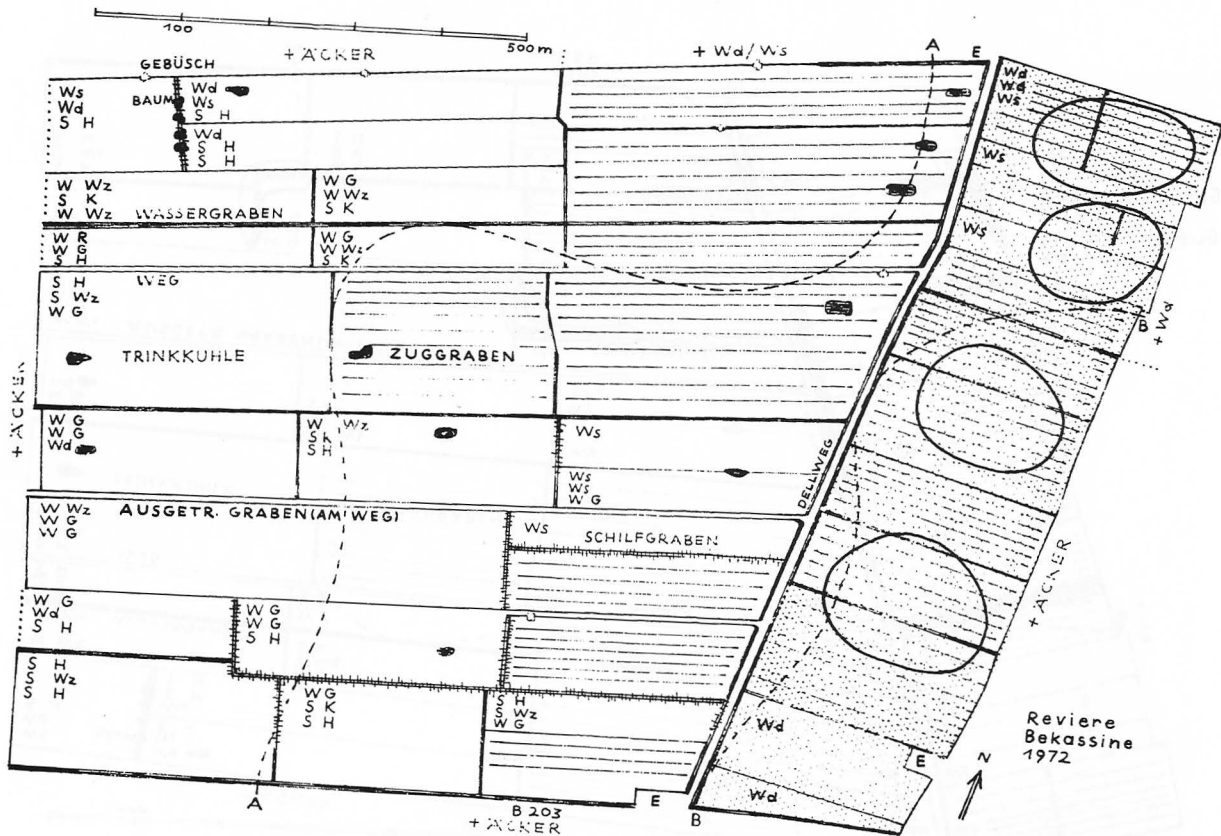 100
500 m
+ ÄCKER
+ Wd/Ws
A
E
GEBÜSCH
BAUM
Ws
Wd
S H
Wd
Ws
S H
Wd
S H
S H
Wd
Wd
Ws
Ws
Ws
W Wz
S K
W Wz
WASSERGRABEN
W G
W Wz
S K
W R
W G
S H
W G
W Ws
S K
WEG
S H
S Wz
W G
TRINKKUHLE
ZUGGRABEN
B
+ Wd
+ ÄCKER
W G
W G
Wd
W Wz
S K
S H
Ws
Ws
Ws
W G
DELLWEG
W Wz
W G
W G
AUSGETR. GRABEN (AM WEG)
Ws
SCHILFGRABEN
+ ÄCKER
W G
Wd
S H
W G
W G
S H
S H
S Wz
S H
W G
S K
S H
S H
S Wz
W G
Wd
Wd
Reviere
Bekassine
1972
N
E
A
B 203
E
B
+ ÄCKER